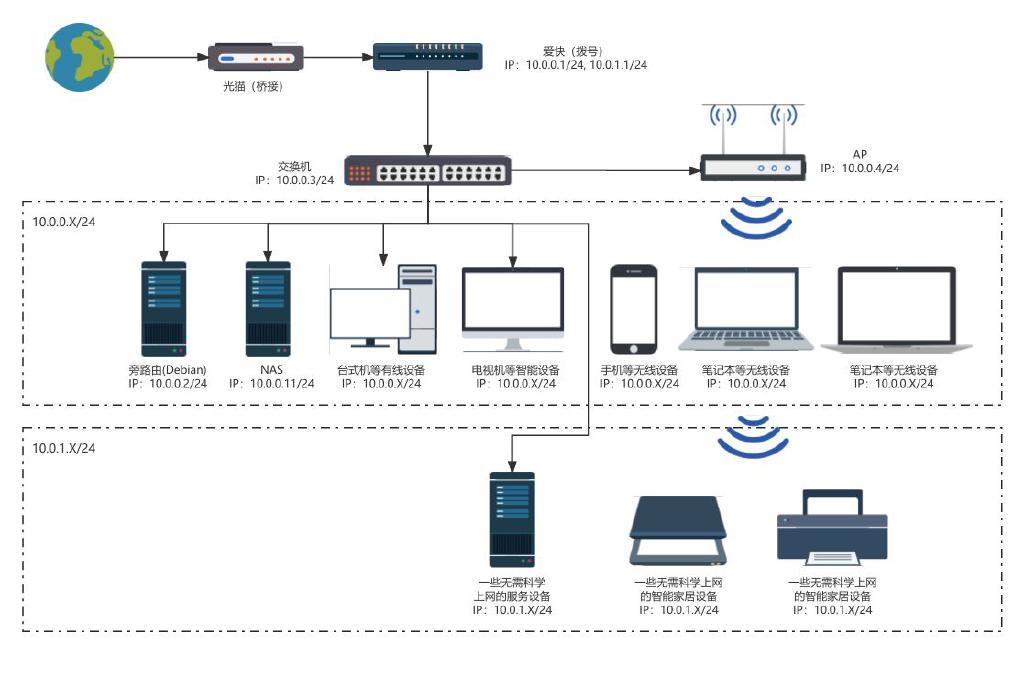 爱快（拨号）
IP：10.0.0.1/24, 10.0.1.1/24
光猫（桥接）
交换机
IP：10.0.0.3/24
AP
IP：10.0.0.4/24
10.0.0.X/24
旁路由(Debian)
IP：10.0.0.2/24
NAS
IP：10.0.0.11/24
台式机等有线设备
IP：10.0.0.X/24
电视机等智能设备
IP：10.0.0.X/24
手机等无线设备
IP：10.0.0.X/24
笔记本等无线设备
IP：10.0.0.X/24
笔记本等无线设备
IP：10.0.0.X/24
10.0.1.X/24
一些无需科学
上网的服务设备
IP：10.0.1.X/24
一些无需科学上网
的智能家居设备
IP：10.0.1.X/24
一些无需科学上网
的智能家居设备
IP：10.0.1.X/24